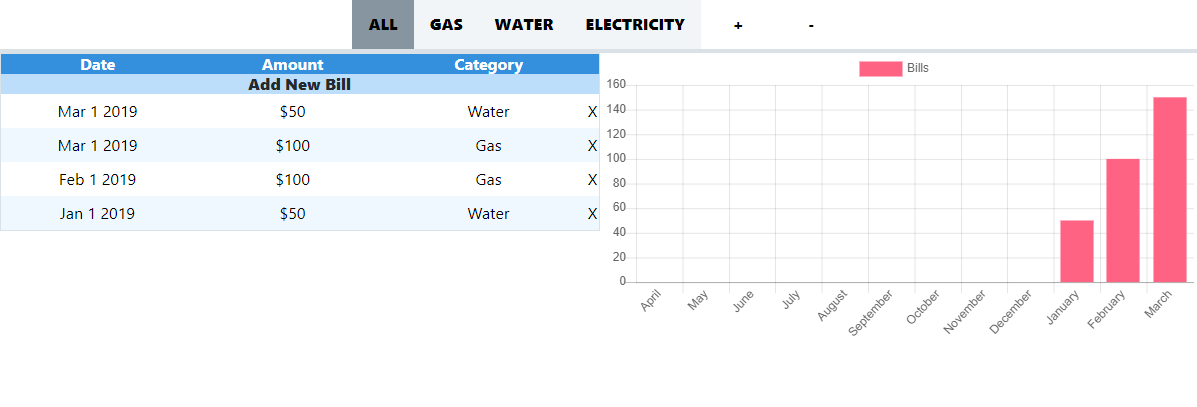 ALL GAS WATER ELECTRICITY + -
Date Amount Category
Add New Bill
Mar 1 2019 $50 Water X
Mar 1 2019 $100 Gas X
Feb 1 2019 $100 Gas X
Jan 1 2019 $50 Water X
Bills
160
140
120
100
80
60
40
20
0
April May June July August September October November December January February March